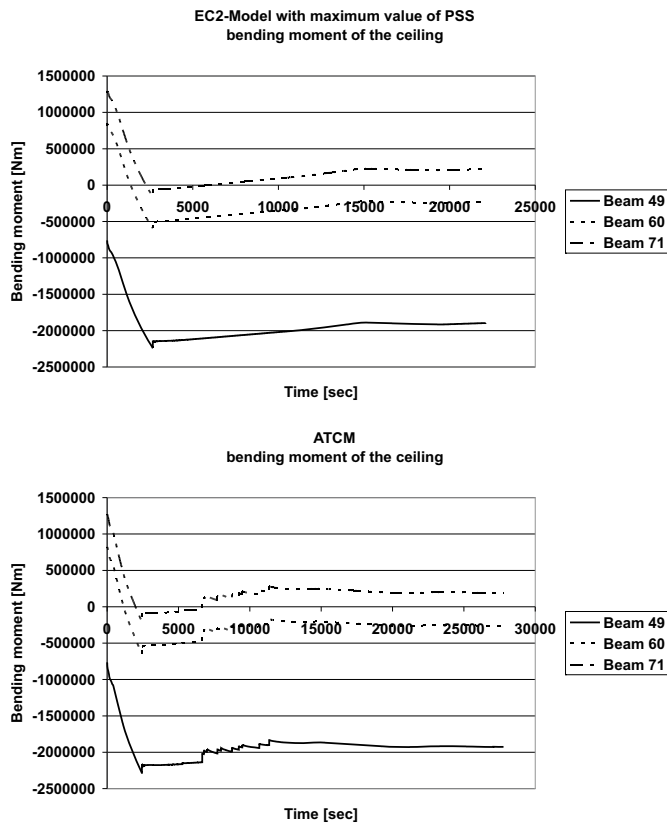 EC2-Model with maximum value of PSS
bending moment of the ceiling
1500000
1000000
500000
0
-500000
-1000000
-1500000
-2000000
-2500000
0 5000 10000 15000 20000 25000
Bending moment [Nm]
Time [sec]
Beam 49
Beam 60
Beam 71
ATCM
bending moment of the ceiling
1500000
1000000
500000
0
-500000
-1000000
-1500000
-2000000
-2500000
0 5000 10000 15000 20000 25000 30000
Bending moment [Nm]
Time [sec]
Beam 49
Beam 60
Beam 71